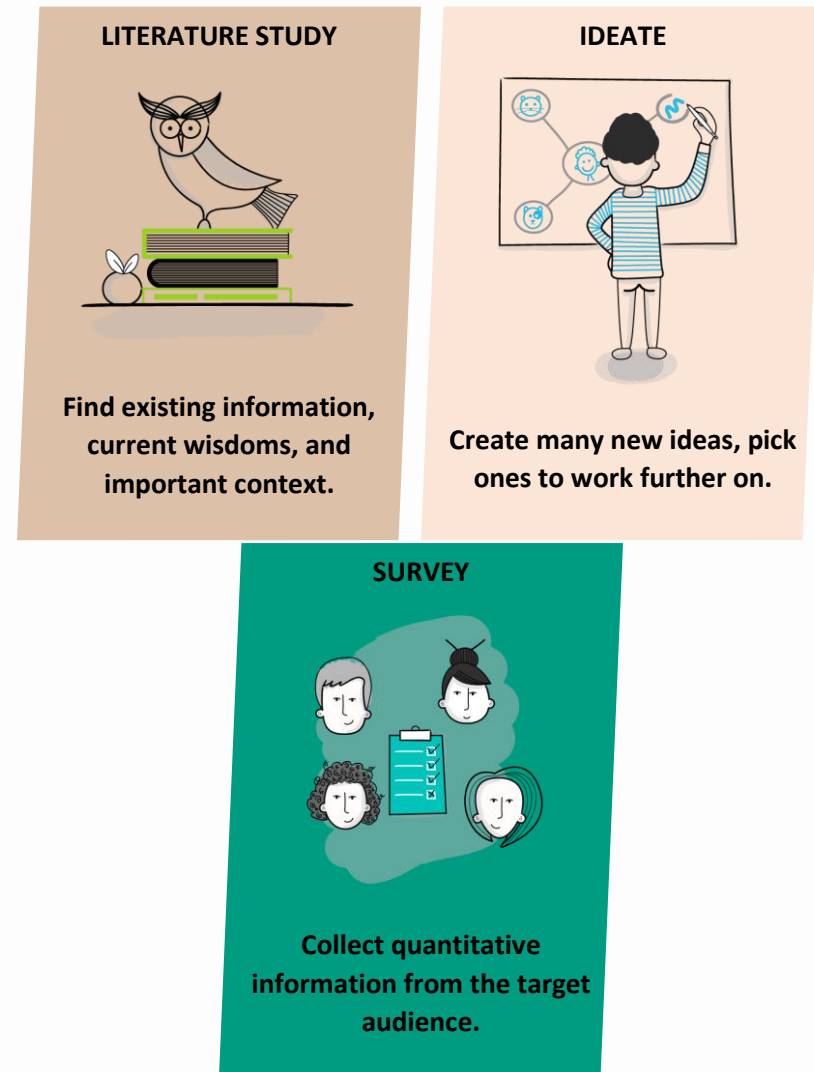 LITERATURE STUDY
Find existing information,
current wisdoms, and
important context.
IDEATE
Create many new ideas, pick
ones to work further on.
SURVEY
Collect quantitative
information from the target
audience.